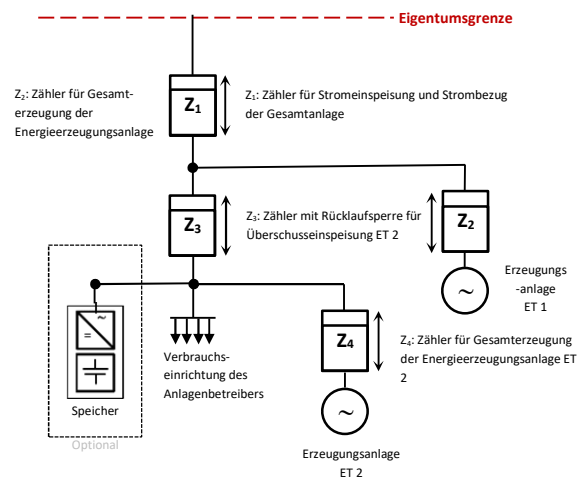 Eigentumsgrenze
Z₂: Zähler für Gesamt-
erzeugung der
Energieerzeugungsanlage
Z₁
Z₁: Zähler für Stromeinspeisung und Strombezug
der Gesamtanlage
Z₃
Z₃: Zähler mit Rücklaufsperre für
Überschusseinspeisung ET 2
Z₂
~
Erzeugungs
-anlage
ET 1
~
=
Speicher
Optional
Verbrauchs-
einrichtung des
Anlagenbetreibers
Z₄
Z₄: Zähler für Gesamterzeugung
der Energieerzeugungsanlage ET
2
~
Erzeugungsanlage
ET 2